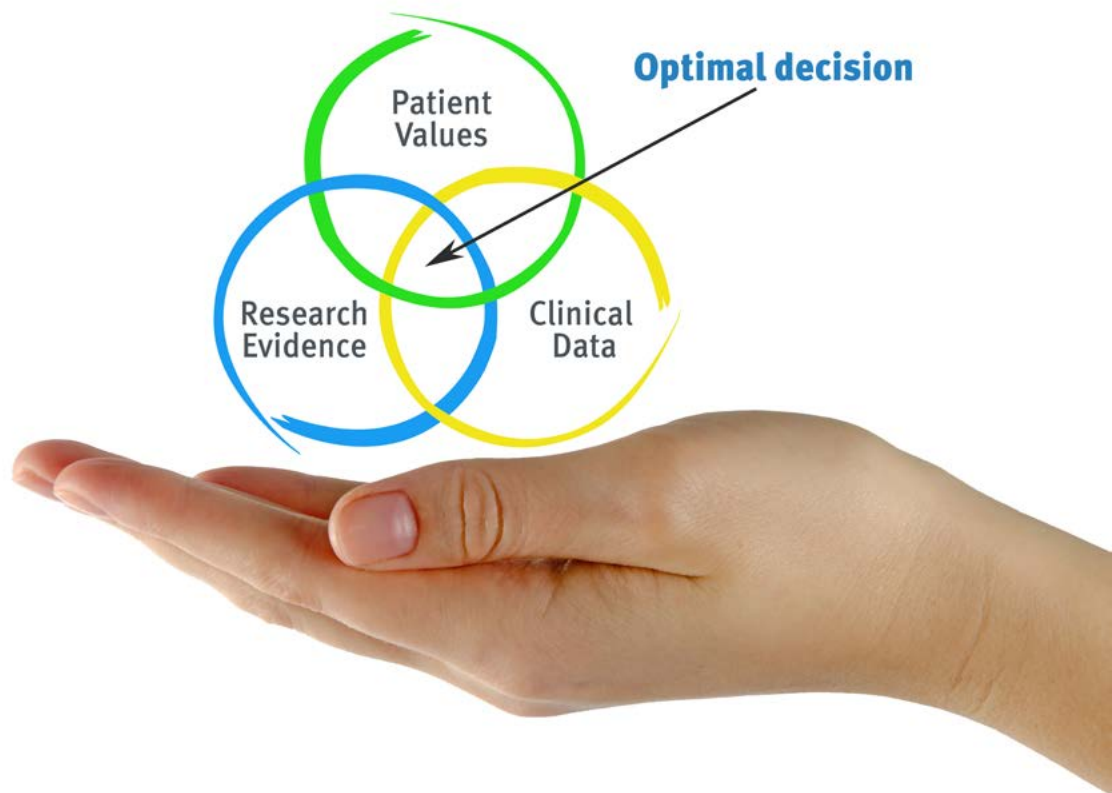 Optimal decision
Patient
Values
Research
Evidence
Clinical
Data